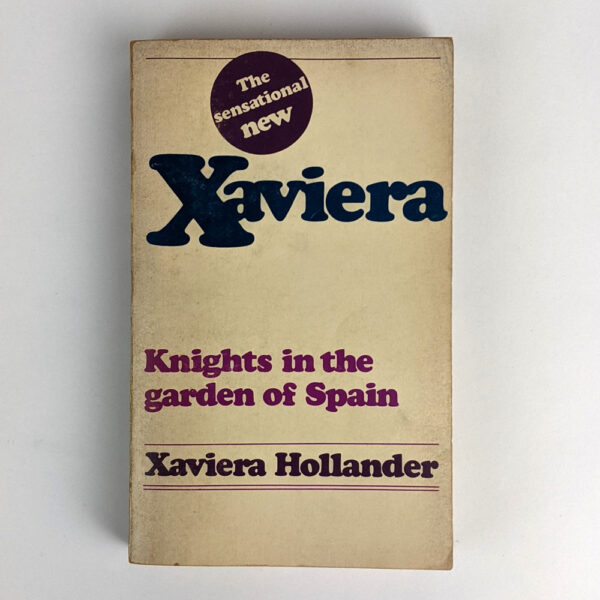 The
sensational
new
Xaviera
Knights in the
garden of Spain
Xaviera Hollander